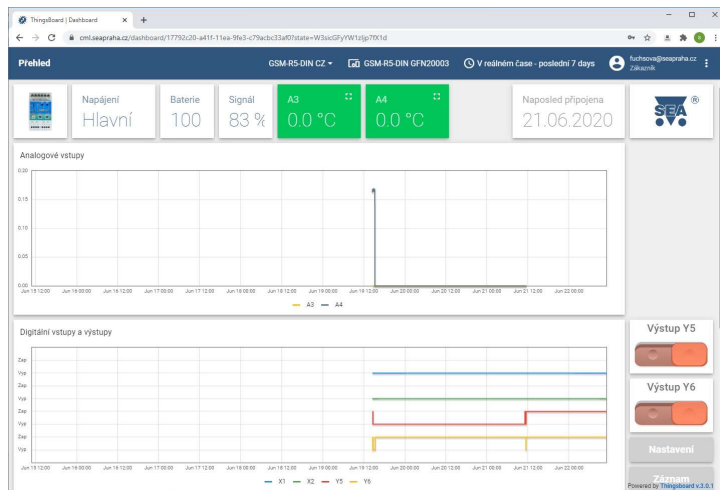 ThingsBoard | Dashboard
cml.seapraha.cz/dashboard/17792c20-a41f-11ea-9fe3-c79acbc33af0?state=W3sicGFyYW1zIjp7fX1d
Přehled
GSM-R5-DIN CZ
GSM-R5-DIN GFN20003
V reálném čase - poslední 7 days
fuchsova@seapraha.cz
Zákazník
Napájení
Hlavní
Baterie
100
Signál
83 %
A3
0.0 °C
A4
0.0 °C
Naposled připojena
21.06.2020
SEA ®
Analogové vstupy
0.20
0.15
0.10
0.05
0.00
Jun 15 12:00 Jun 16 00:00 Jun 16 12:00 Jun 17 00:00 Jun 17 12:00 Jun 18 00:00 Jun 18 12:00 Jun 19 00:00 Jun 19 12:00 Jun 20 00:00 Jun 20 12:00 Jun 21 00:00 Jun 21 12:00 Jun 22 00:00
A3 A4
Digitální vstupy a výstupy
Zap
Vyp
Zap
Vyp
Zap
Vyp
Zap
Vyp
Jun 15 12:00 Jun 16 00:00 Jun 16 12:00 Jun 17 00:00 Jun 17 12:00 Jun 18 00:00 Jun 18 12:00 Jun 19 00:00 Jun 19 12:00 Jun 20 00:00 Jun 20 12:00 Jun 21 00:00 Jun 21 12:00 Jun 22 00:00
X1 X2 Y5 Y6
Výstup Y5
Výstup Y6
Nastavení
Záznam
Powered by Thingsboard v.3.0.1